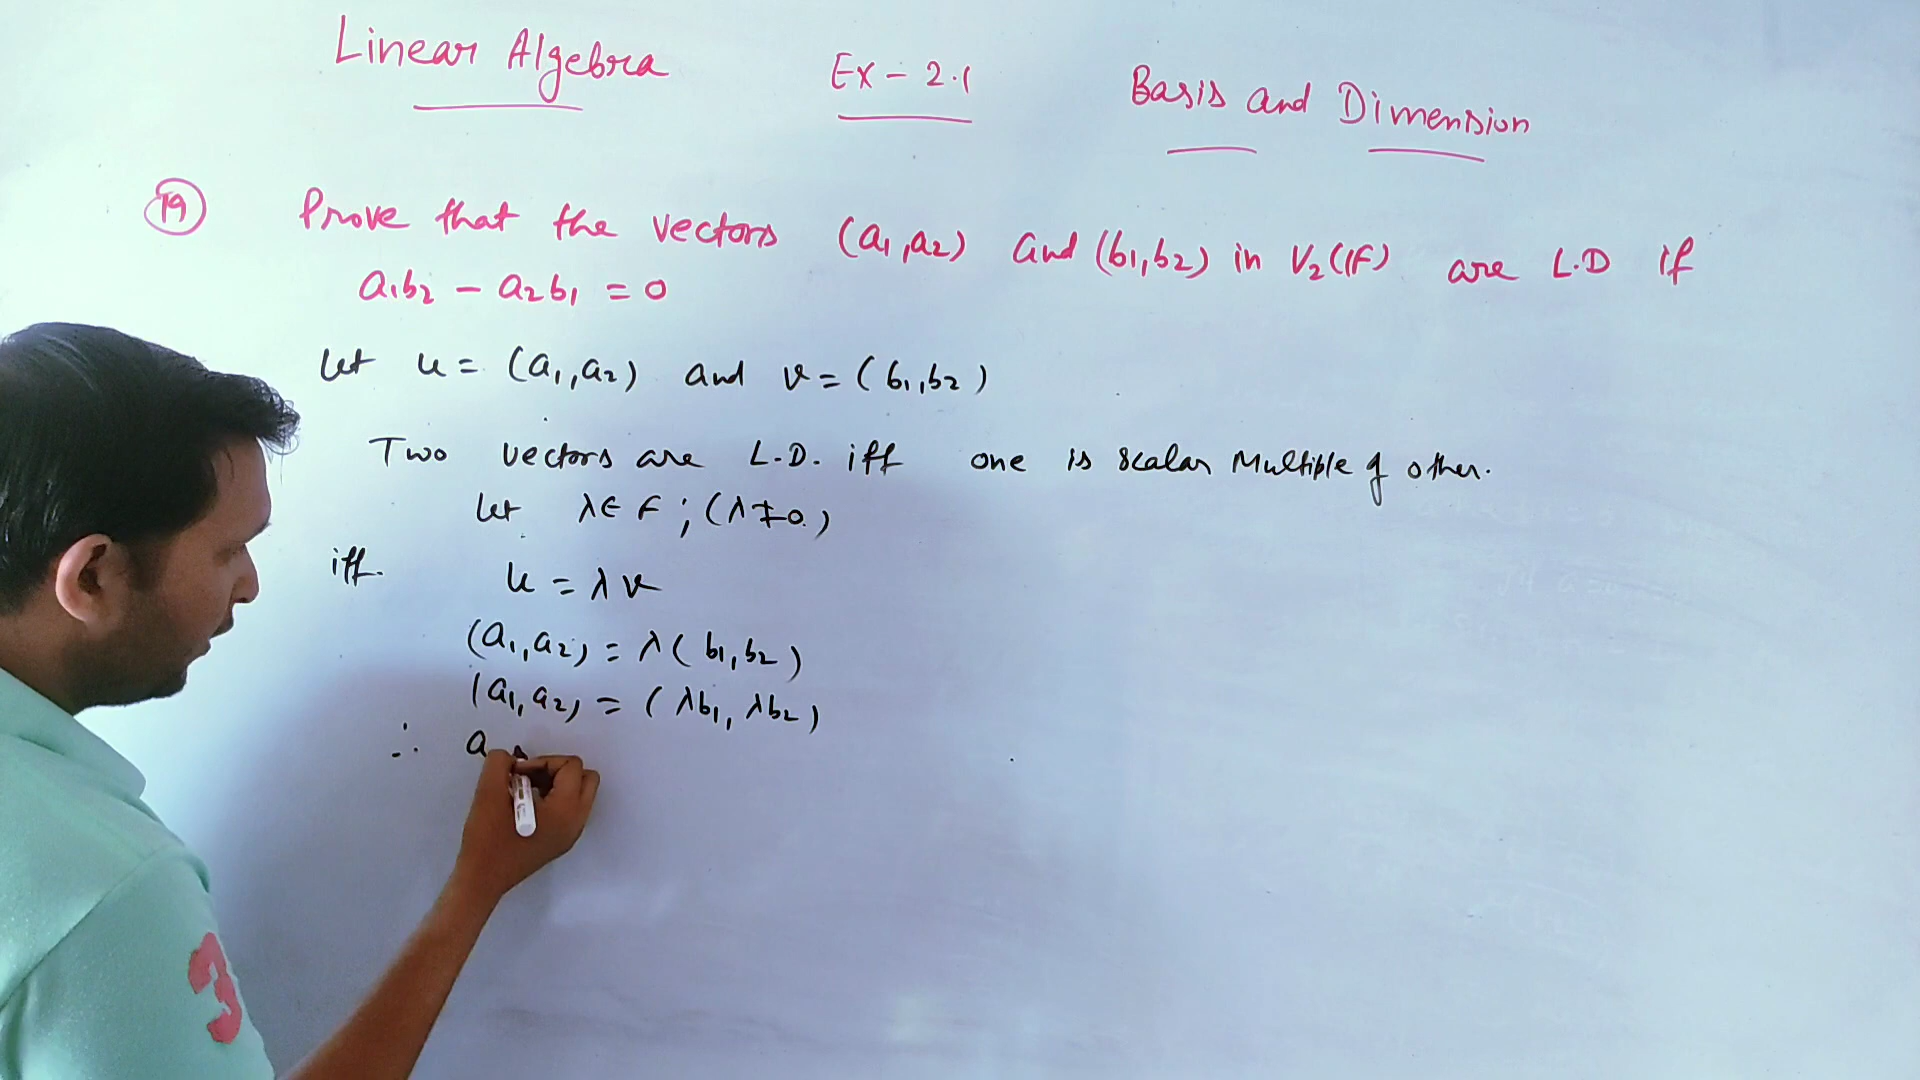 Linear Algebra Ex - 2.1 Basis and Dimension
19 Prove that the vectors (a1, a2) and (b1, b2) in V2(IF) are L.D if
a1b2 - a2b1 = 0
Let u = (a1, a2) and v = (b1, b2)
Two vectors are L.D. iff one is scalar Multiple of other.
Let λ ∈ F ; (λ ≠ 0)
iff. u = λv
(a1, a2) = λ(b1, b2)
(a1, a2) = (λb1, λb2)
∴ a
3